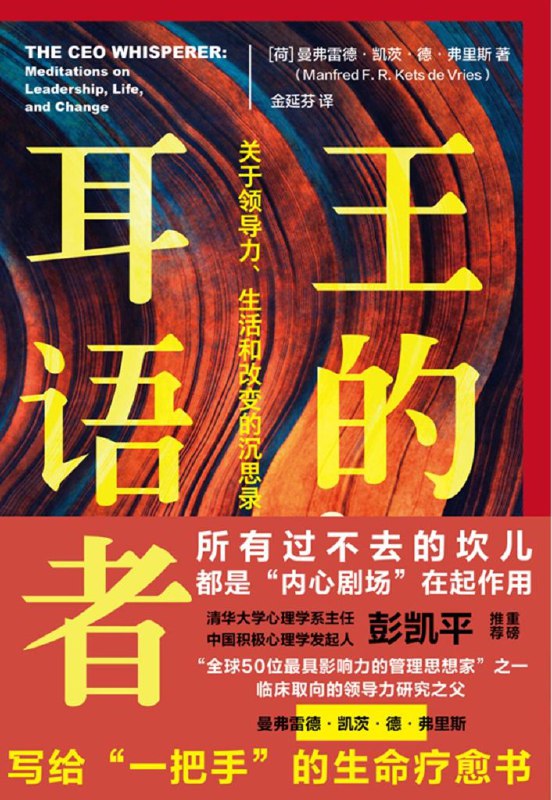 THE CEO WHISPERER:
Meditations on
Leadership, Life,
and Change
[荷]曼弗雷德·凯茨·德·弗里斯 著
(Manfred F. R. Kets de Vries)
金延芬 译
王的
耳语者
关于领导力、生活和改变的沉思录
所有过不去的坎儿
都是“内心剧场”在起作用
清华大学心理学系主任
中国积极心理学发起人
彭凯平
重磅
推荐
“全球50位最具影响力的管理思想家”之一
临床取向的领导力研究之父
曼弗雷德·凯茨·德·弗里斯
写给“一把手”的生命疗愈书